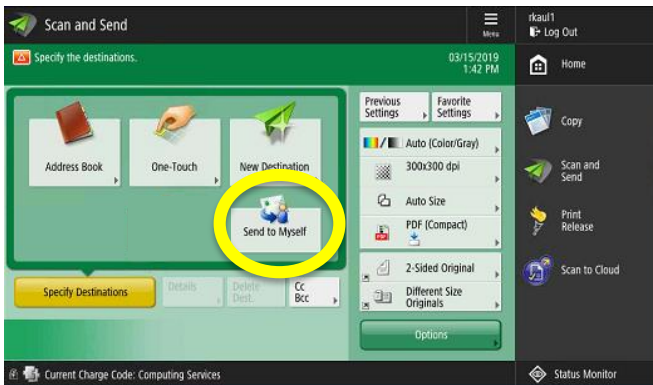 Scan and Send
Menu
rkaul1
Log Out
Specify the destinations.
03/15/2019
1:42 PM
Home
Previous
Settings
Favorite
Settings
Address Book
One-Touch
New Destination
Send to Myself
Auto (Color/Gray)
300x300 dpi
Auto Size
PDF (Compact)
2-Sided Original
Different Size
Originals
Options
Specify Destinations
Details
Delete
Dest.
Cc
Bcc
Copy
Scan and
Send
Print
Release
Scan to Cloud
Current Charge Code: Computing Services
Status Monitor